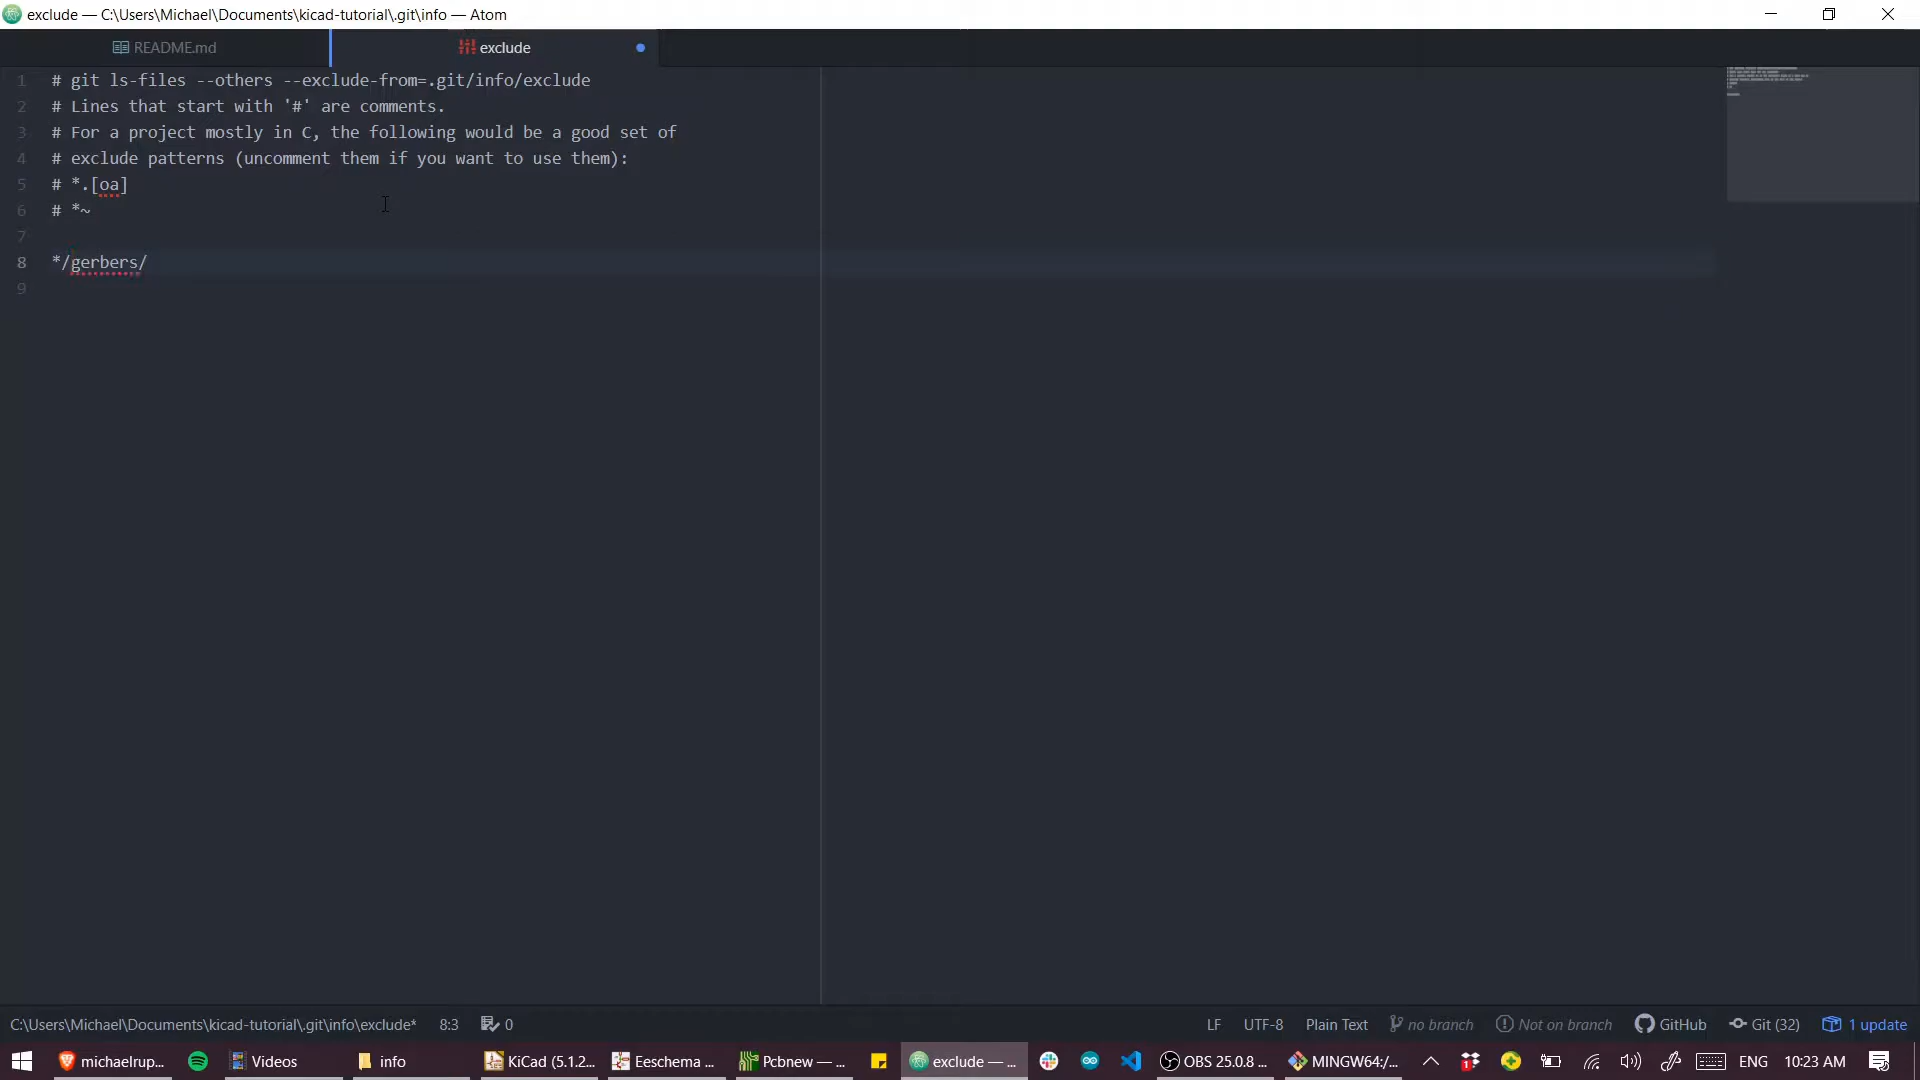 exclude — C:\Users\Michael\Documents\kicad-tutorial\.git\info — Atom
README.md
exclude
1 # git ls-files --others --exclude-from=.git/info/exclude
2 # Lines that start with '#' are comments.
3 # For a project mostly in C, the following would be a good set of
4 # exclude patterns (uncomment them if you want to use them):
5 # *.[oa]
6 # *~
7
8 */gerbers/
9
C:\Users\Michael\Documents\kicad-tutorial\.git\info\exclude* 8:3 0 LF UTF-8 Plain Text no branch Not on branch GitHub Git (32) 1 update
michaelrup... Videos info KiCad (5.1.2... Eeschema ... Pcbnew — ... exclude — ... OBS 25.0.8 ... MINGW64:/... ENG 10:23 AM